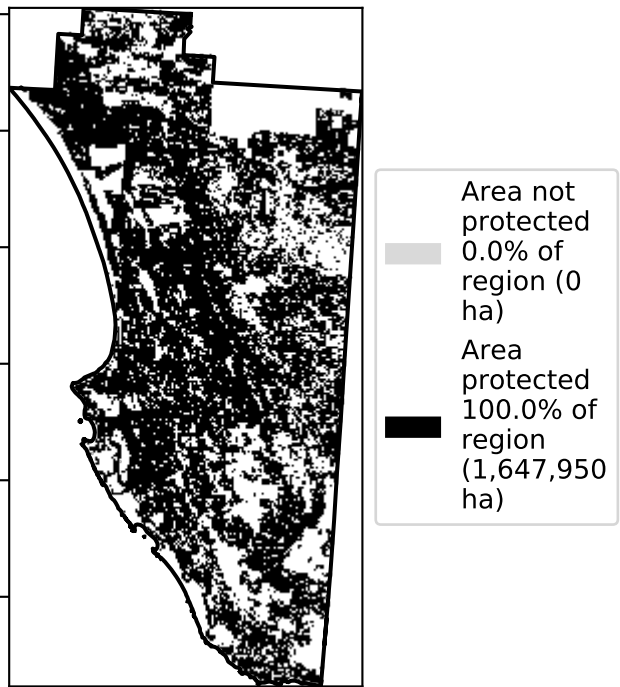 Area not
protected
0.0% of
region (0
ha)
Area
protected
100.0% of
region
(1,647,950
ha)